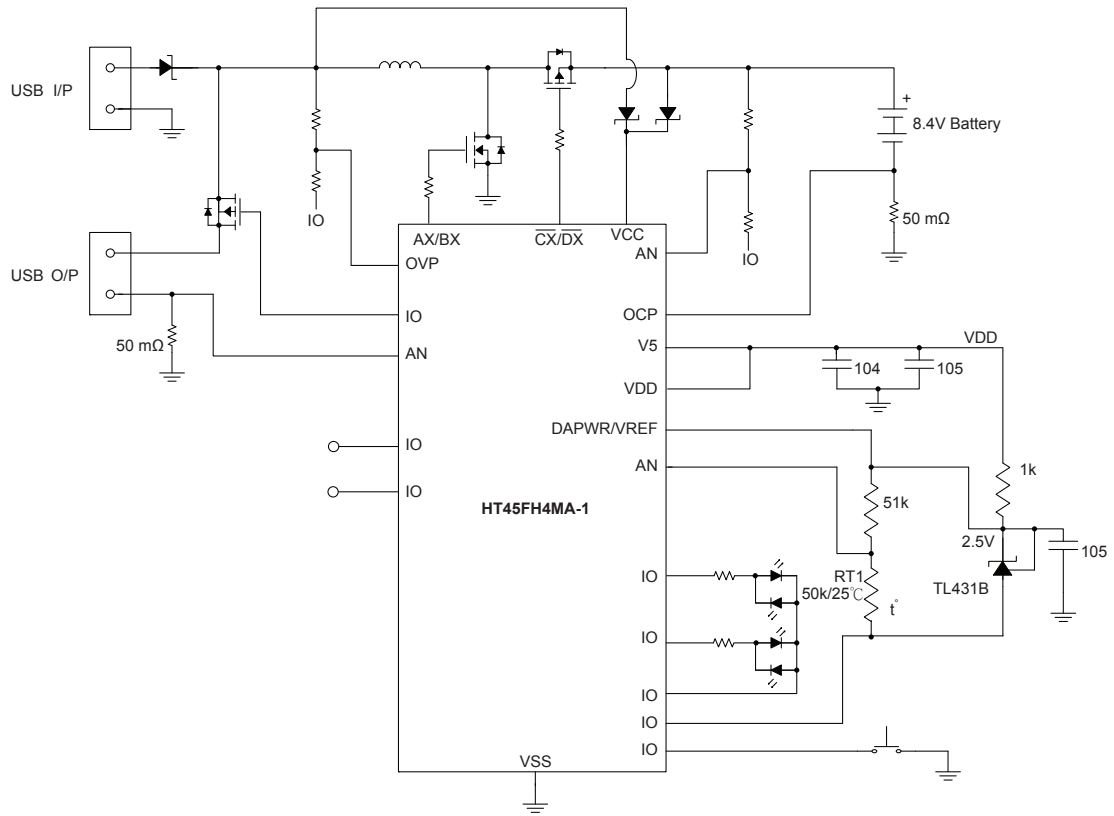 USB I/P
USB O/P
50 mΩ
IO
AX/BX
C̅X̅/D̅X̅
VCC
OVP
IO
AN
IO
IO
HT45FH4MA-1
VSS
AN
OCP
V5
VDD
DAPWR/VREF
AN
IO
IO
IO
IO
IO
IO
+
8.4V Battery
50 mΩ
VDD
104
105
51k
1k
2.5V
105
TL431B
RT1
50k/25℃
t°